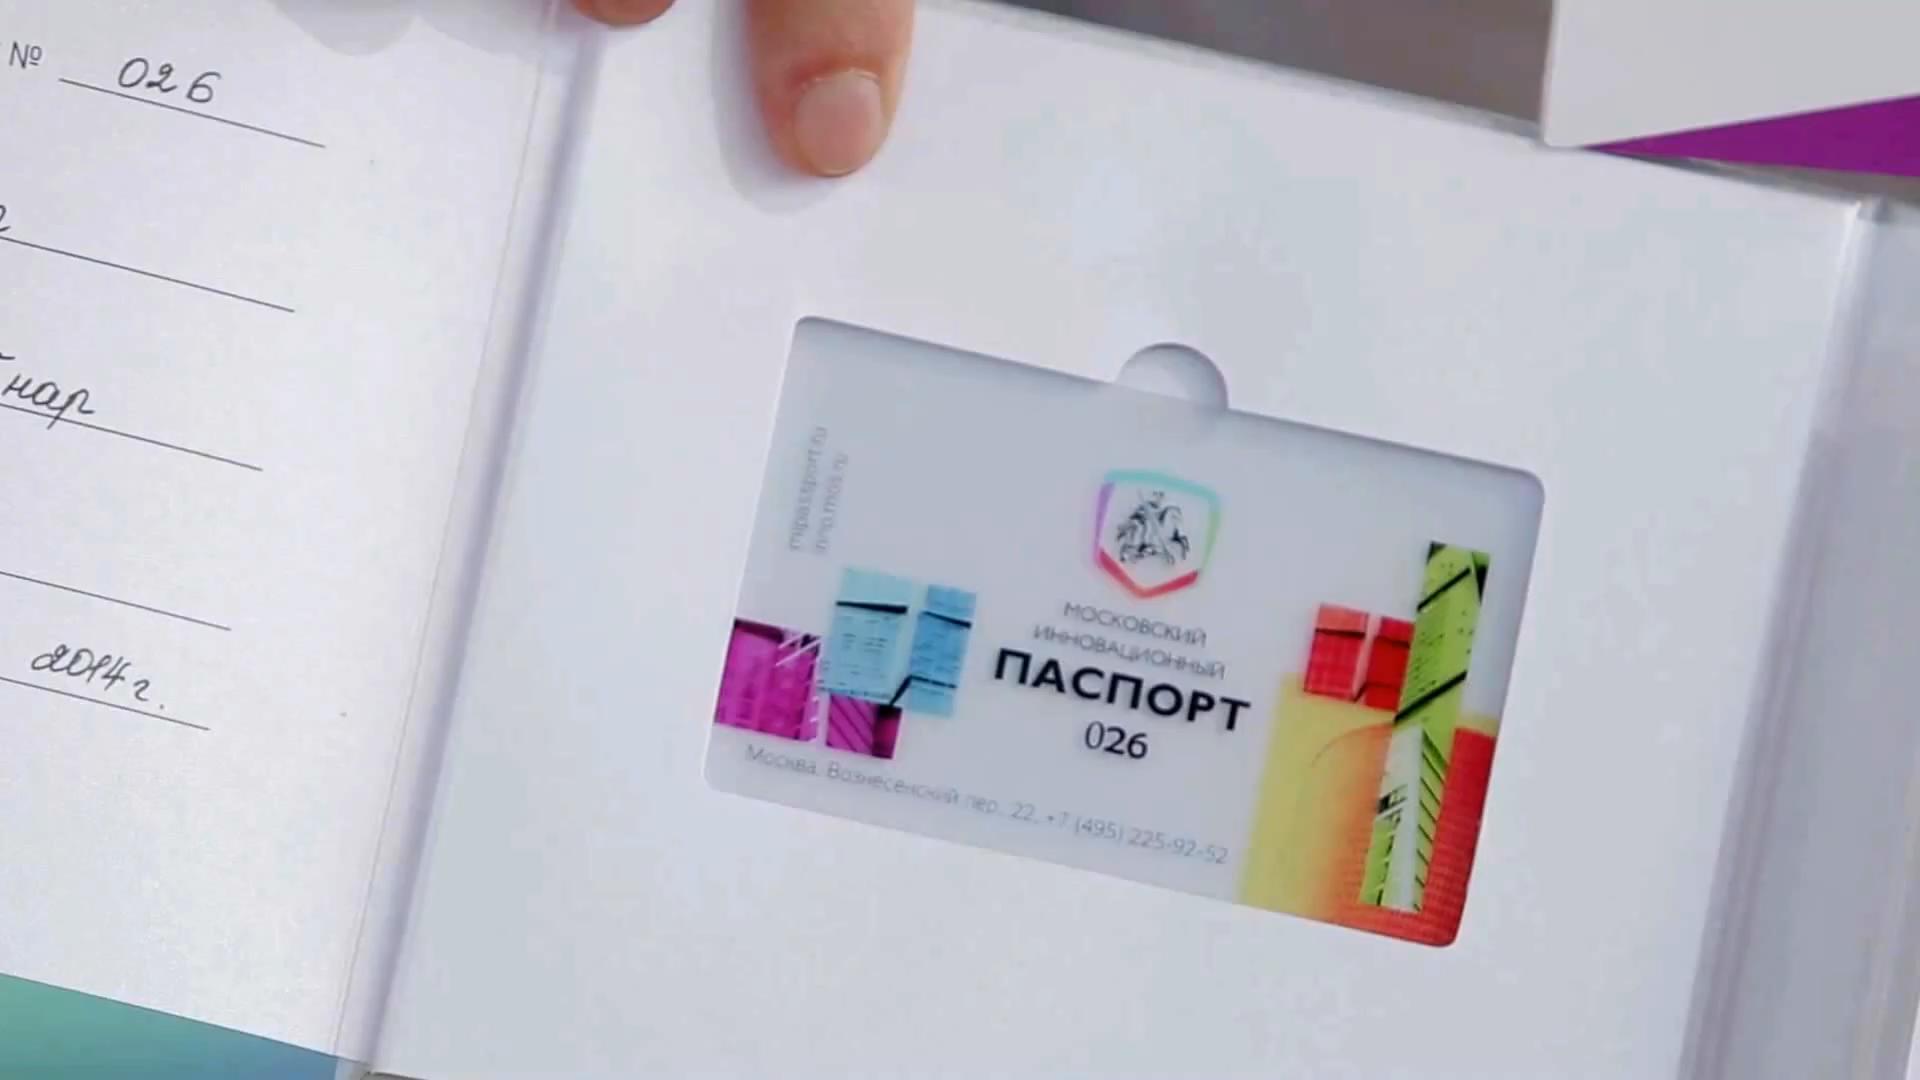 № 026
нар
2014 г.
mipassport.ru
inno.mos.ru
МОСКОВСКИЙ
ИННОВАЦИОННЫЙ
ПАСПОРТ
026
Москва, Вознесенский пер., 22, +7 (495) 225-92-52